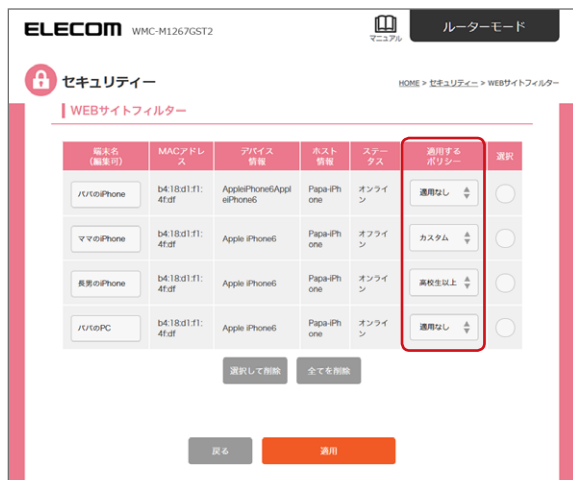 ELECOM WMC-M1267GST2
マニュアル
ルーターモード
セキュリティー
HOME > セキュリティー > WEBサイトフィルター
WEBサイトフィルター
端末名
(編集可)
MACアドレ
ス
デバイス
情報
ホスト
情報
ステー
タス
適用する
ポリシー
選択
パパのiPhone
b4:18:d1:f1:
4f:df
AppleiPhone6Appl
eiPhone6
Papa-iPh
one
オンライ
ン
適用なし
ママのiPhone
b4:18:d1:f1:
4f:df
Apple iPhone6
Papa-iPh
one
オフライ
ン
カスタム
長男のiPhone
b4:18:d1:f1:
4f:df
Apple iPhone6
Papa-iPh
one
オンライ
ン
高校生以上
パパのPC
b4:18:d1:f1:
4f:df
Apple iPhone6
Papa-iPh
one
オンライ
ン
適用なし
選択して削除
全てを削除
戻る
適用